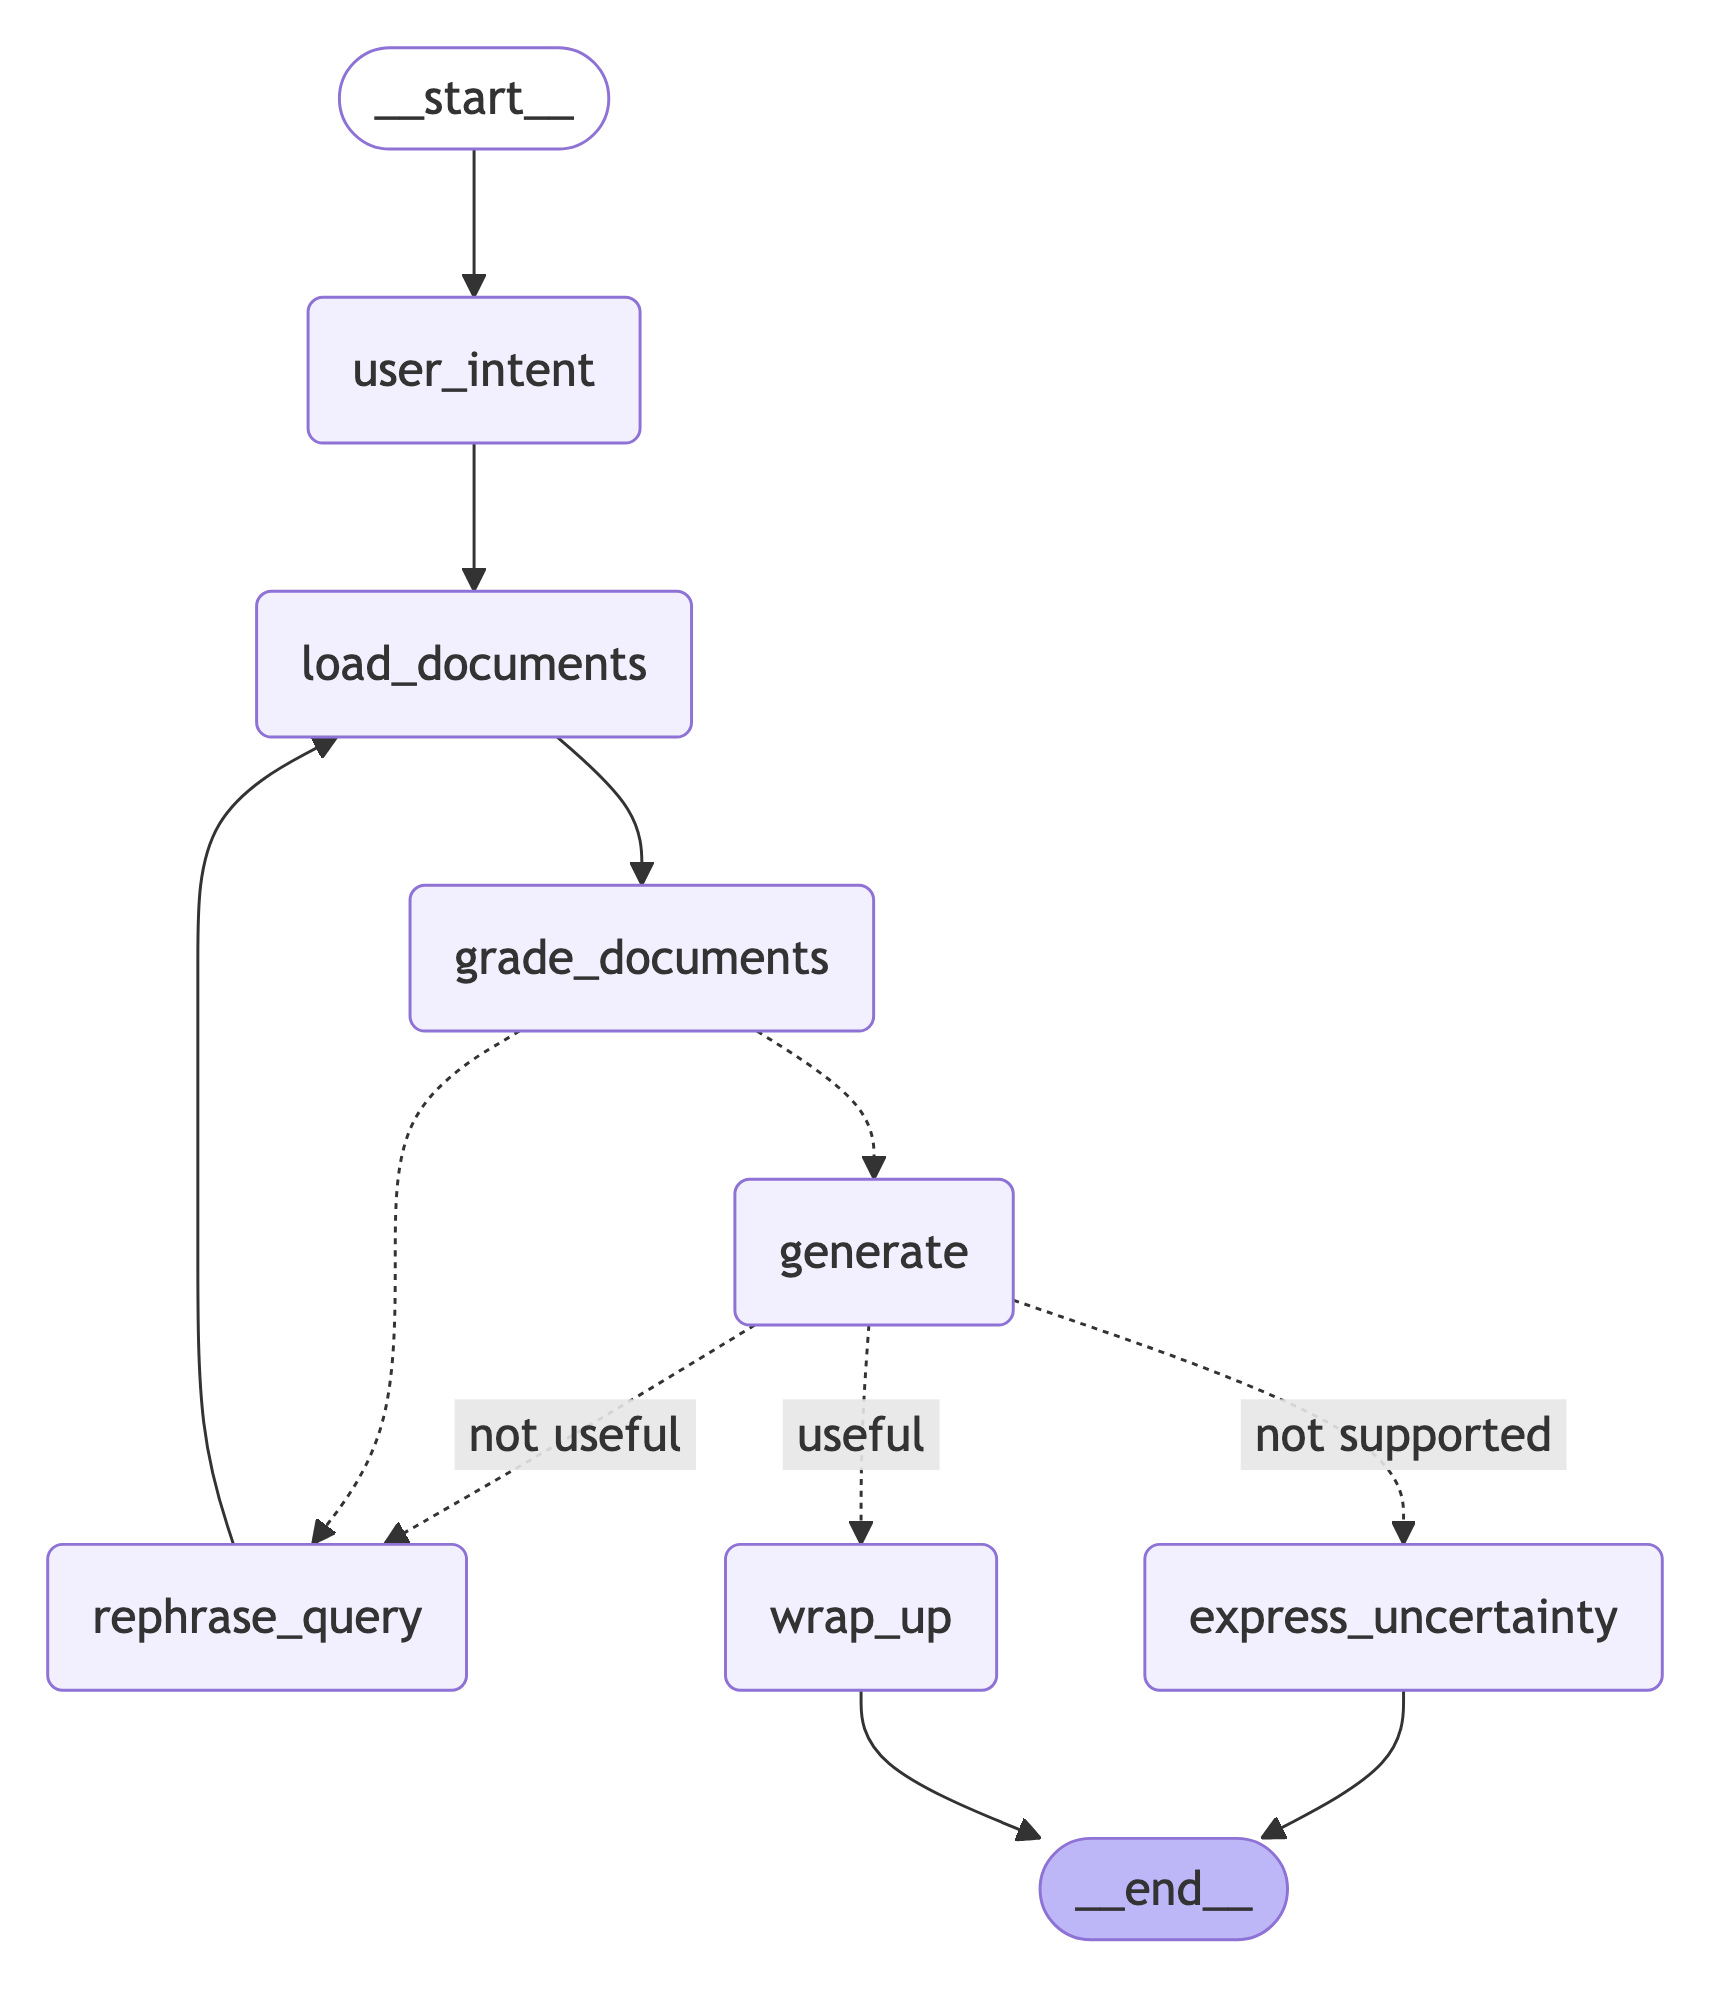 __start__
user_intent
load_documents
grade_documents
generate
not useful
useful
not supported
rephrase_query
wrap_up
express_uncertainty
__end__